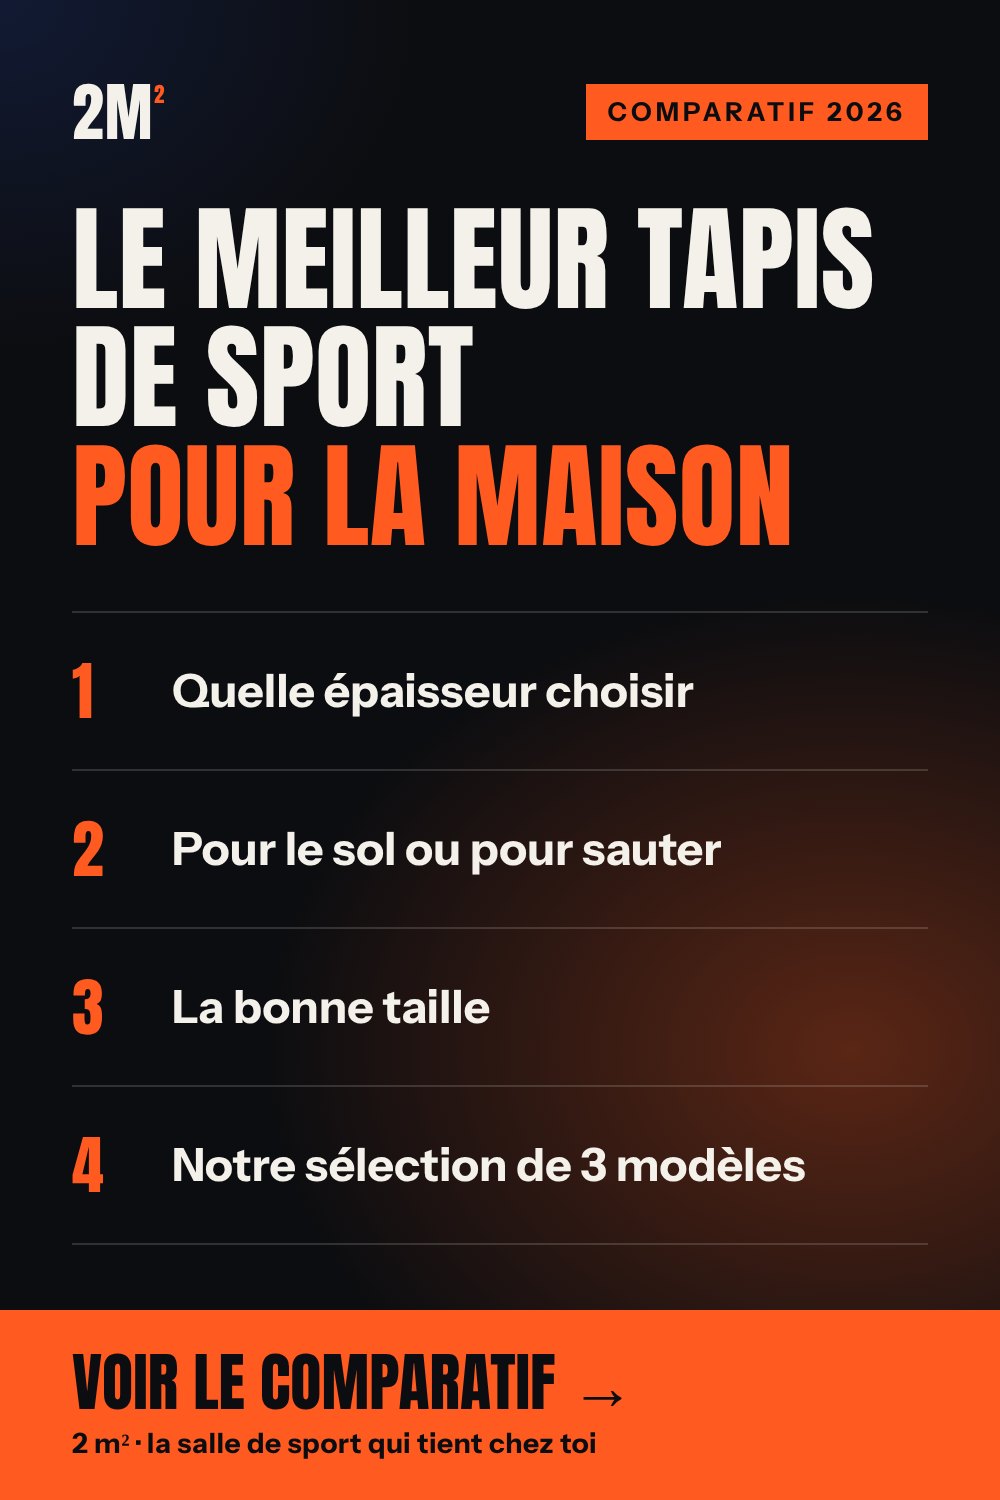 2M²
COMPARATIF 2026
LE MEILLEUR TAPIS
DE SPORT
POUR LA MAISON
1 Quelle épaisseur choisir
2 Pour le sol ou pour sauter
3 La bonne taille
4 Notre sélection de 3 modèles
VOIR LE COMPARATIF →
2 m² · la salle de sport qui tient chez toi